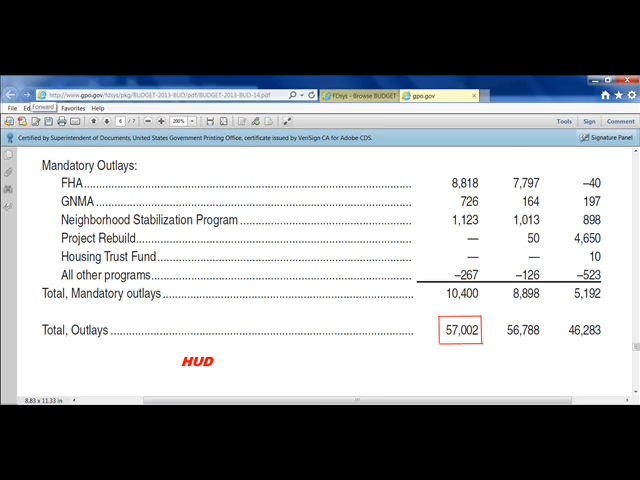 http://www.gpo.gov/fdsys/pkg/BUDGET-2013-BUD/pdf/BUDGET-2013-BUD-14.pdf FDsys - Browse BUDGET gpo.gov
File Forward Favorites Help
6 / 7 200% Tools Sign Comment
Certified by Superintendent of Documents, United States Government Printing Office, certificate issued by VeriSign CA for Adobe CDS. Signature Panel
Mandatory Outlays:
FHA 8,818 7,797 –40
GNMA 726 164 197
Neighborhood Stabilization Program 1,123 1,013 898
Project Rebuild — 50 4,650
Housing Trust Fund — — 10
All other programs –267 –126 –523
Total, Mandatory outlays 10,400 8,898 5,192
Total, Outlays 57,002 56,788 46,283
HUD
8.83 x 11.33 in